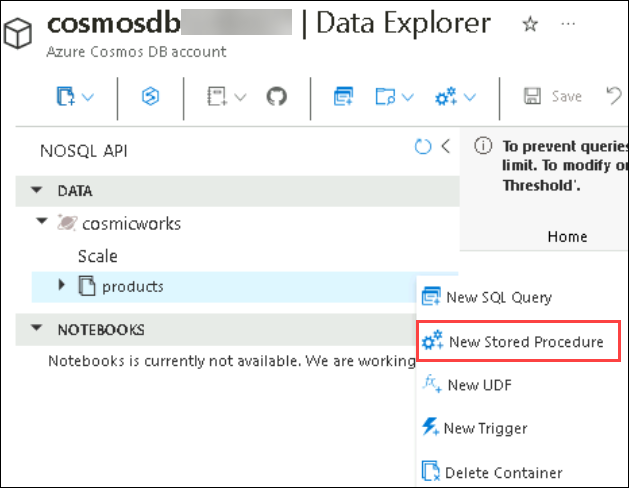 cosmosdb | Data Explorer
Azure Cosmos DB account
Save
NOSQL API
To prevent queries
limit. To modify or
Threshold'.
DATA
Home
cosmicworks
Scale
products
New SQL Query
NOTEBOOKS
New Stored Procedure
Notebooks is currently not available. We are working
New UDF
New Trigger
Delete Container